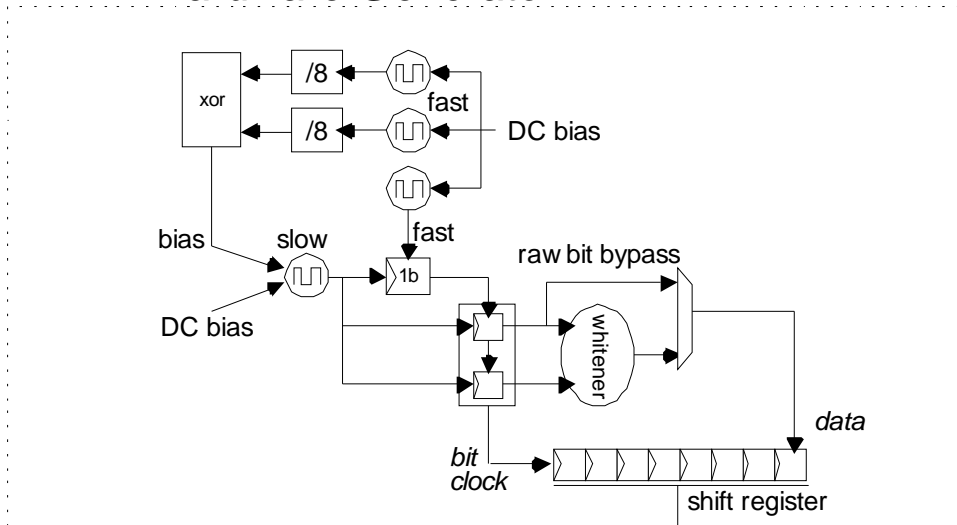 /8
fast
xor
/8
DC bias
fast
bias
slow
raw bit bypass
1b
DC bias
whitener
data
bit
clock
shift register